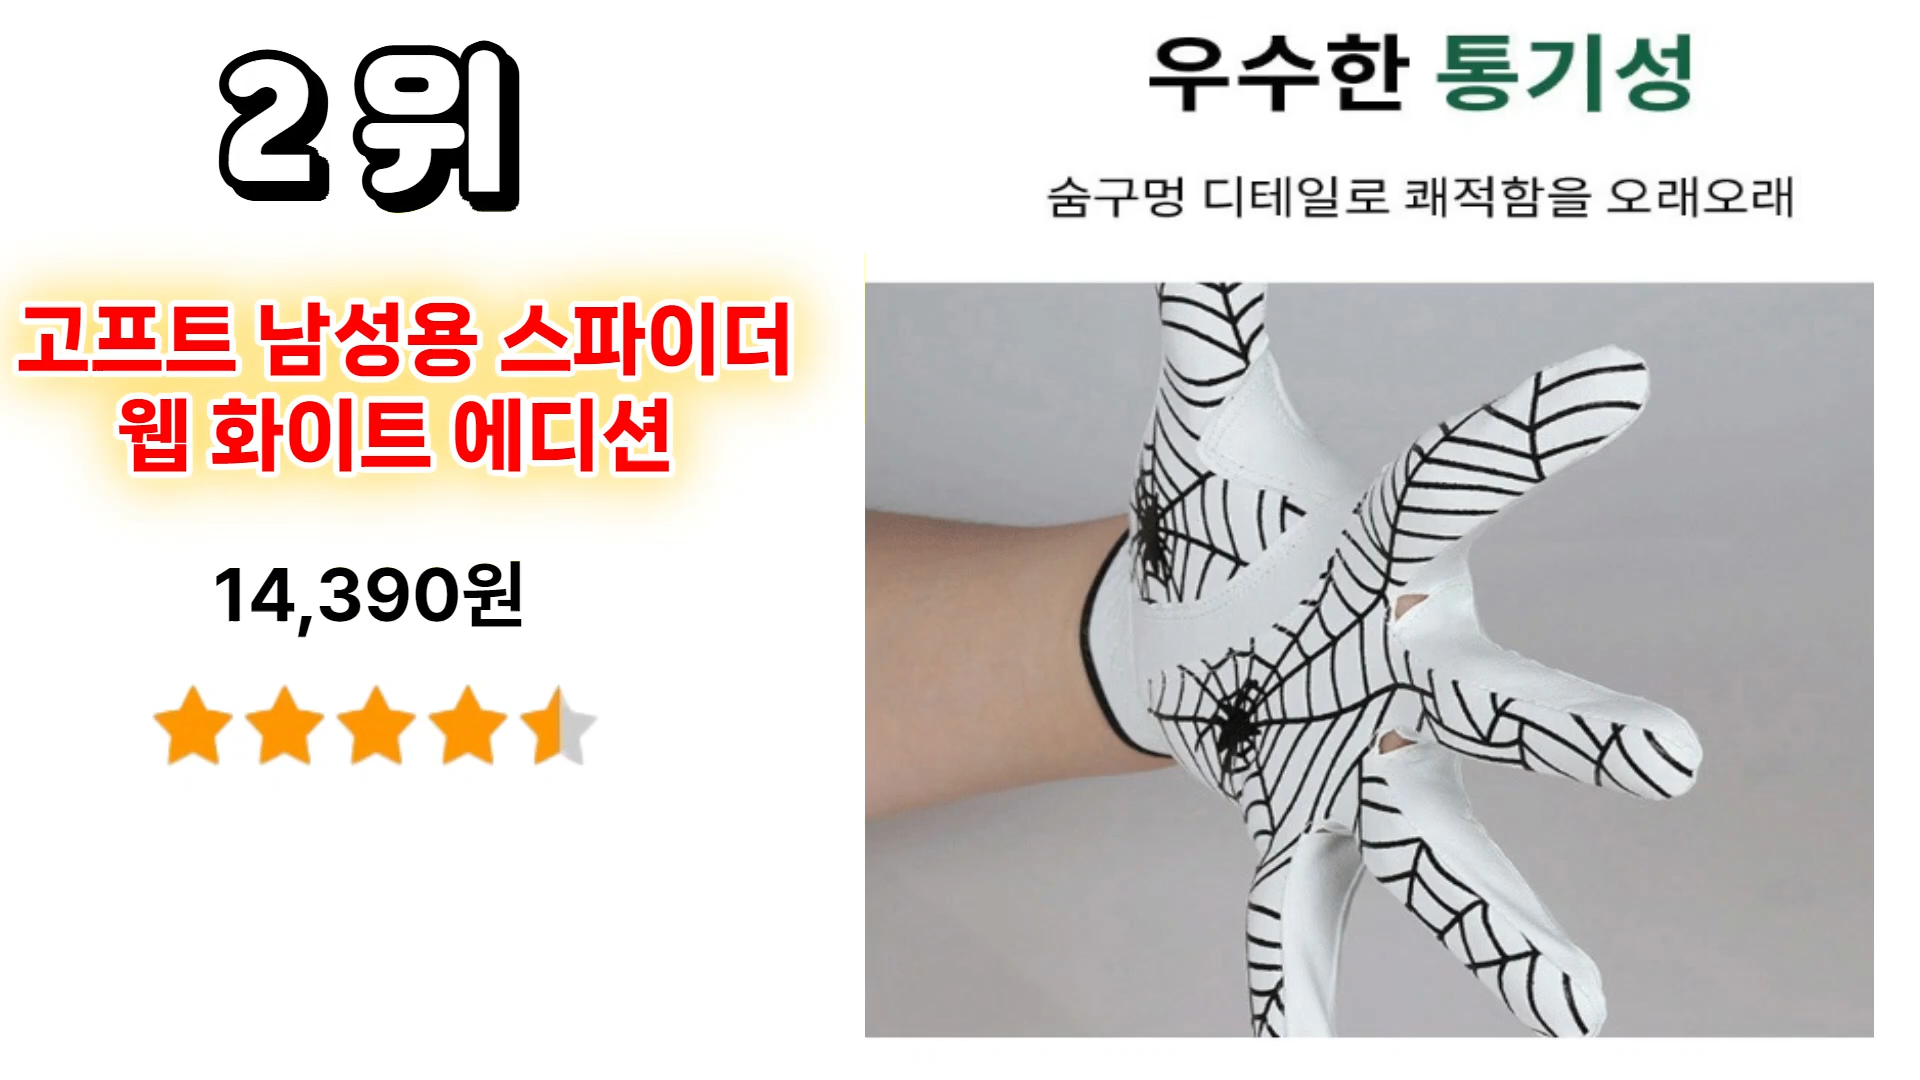 2위
고프트 남성용 스파이더
웹 화이트 에디션
14,390원
우수한 통기성
숨구멍 디테일로 쾌적함을 오래오래